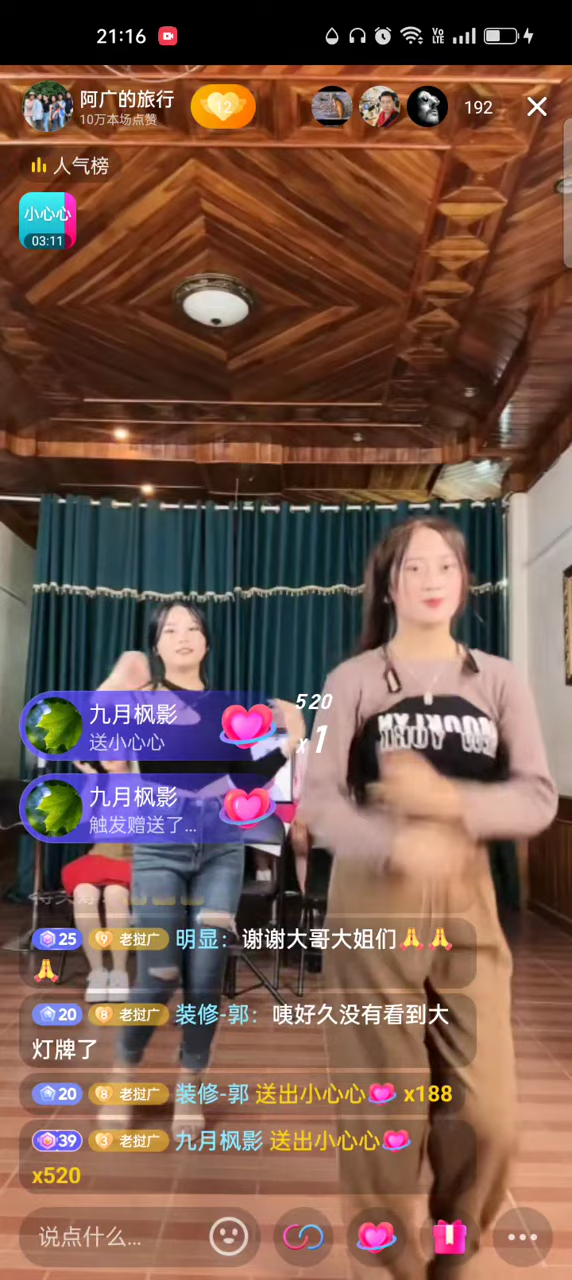 21:16
VoLTE
阿广的旅行
10万本场点赞
12
192
人气榜
小心心
03:11
九月枫影
送小心心
520
x1
九月枫影
触发赠送了...
25 9 老挝广 明显：谢谢大哥大姐们🙏🙏
🙏
20 8 老挝广 装修-郭：咦好久没有看到大
灯牌了
20 8 老挝广 装修-郭 送出小心心 x188
39 3 老挝广 九月枫影 送出小心心
x520
说点什么...